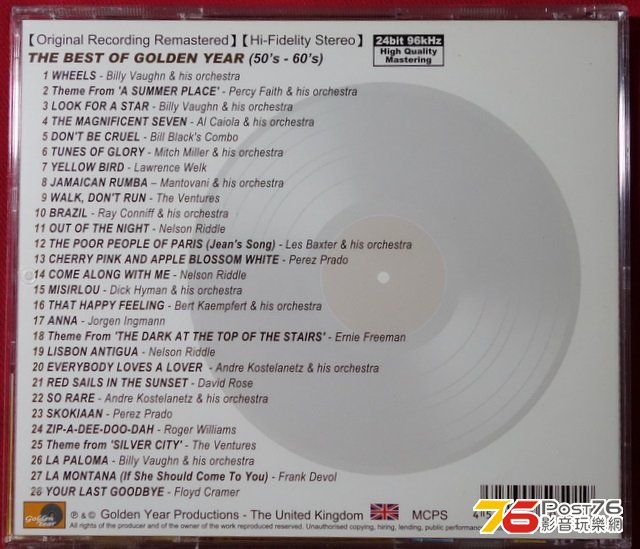 【Original Recording Remastered】【Hi-Fidelity Stereo】
24bit 96kHz
High Quality
Mastering
THE BEST OF GOLDEN YEAR (50's - 60's)
1 WHEELS - Billy Vaughn & his orchestra
2 Theme From 'A SUMMER PLACE' - Percy Faith & his orchestra
3 LOOK FOR A STAR - Billy Vaughn & his orchestra
4 THE MAGNIFICENT SEVEN - Al Caiola & his orchestra
5 DON'T BE CRUEL - Bill Black's Combo
6 TUNES OF GLORY - Mitch Miller & his orchestra
7 YELLOW BIRD - Lawrence Welk
8 JAMAICAN RUMBA – Mantovani & his orchestra
9 WALK, DON'T RUN - The Ventures
10 BRAZIL - Ray Conniff & his orchestra
11 OUT OF THE NIGHT - Nelson Riddle
12 THE POOR PEOPLE OF PARIS (Jean's Song) - Les Baxter & his orchestra
13 CHERRY PINK AND APPLE BLOSSOM WHITE - Perez Prado
14 COME ALONG WITH ME - Nelson Riddle
15 MISIRLOU - Dick Hyman & his orchestra
16 THAT HAPPY FEELING - Bert Kaempfert & his orchestra
17 ANNA - Jorgen Ingmann
18 Theme From 'THE DARK AT THE TOP OF THE STAIRS' - Ernie Freeman
19 LISBON ANTIGUA - Nelson Riddle
20 EVERYBODY LOVES A LOVER - Andre Kostelanetz & his orchestra
21 RED SAILS IN THE SUNSET - David Rose
22 SO RARE - Andre Kostelanetz & his orchestra
23 SKOKIAAN - Perez Prado
24 ZIP-A-DEE-DOO-DAH - Roger Williams
25 Theme from 'SILVER CITY' - The Ventures
26 LA PALOMA - Billy Vaughn & his orchestra
27 LA MONTANA (If She Should Come To You) - Frank Devol
28 YOUR LAST GOODBYE - Floyd Cramer
Golden Year
℗ & © Golden Year Productions - The United Kingdom
MCPS
All rights of the producer and of the owner of the work reproduced reserved. Unauthorised copying, hiring, lending, public performance
76 Post76
影音玩樂網